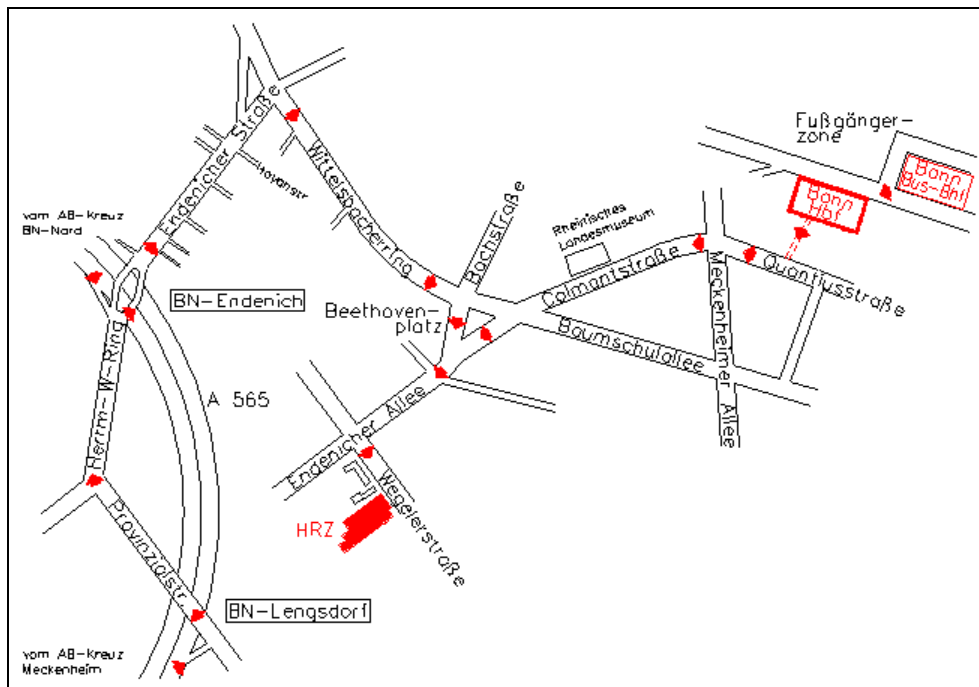 Endenicher Straße
Wittelsbacherring
Fußgänger-
zone
Bonn
Bus-Bhf
Bonn
Hbf
Loyanstr
Bachstraße
Rheinisches
Landesmuseum
vom AB-Kreuz
BN-Nord
BN-Endenich
Beethoven-
platz
Colmantstraße
Meckenheimer Allee
Quantiusstraße
Baumschulallee
Herrm-W-Ring
A 565
Endenicher Allee
Wegelerstraße
HRZ
Provinzialstr
BN-Lengsdorf
vom AB-Kreuz
Meckenheim